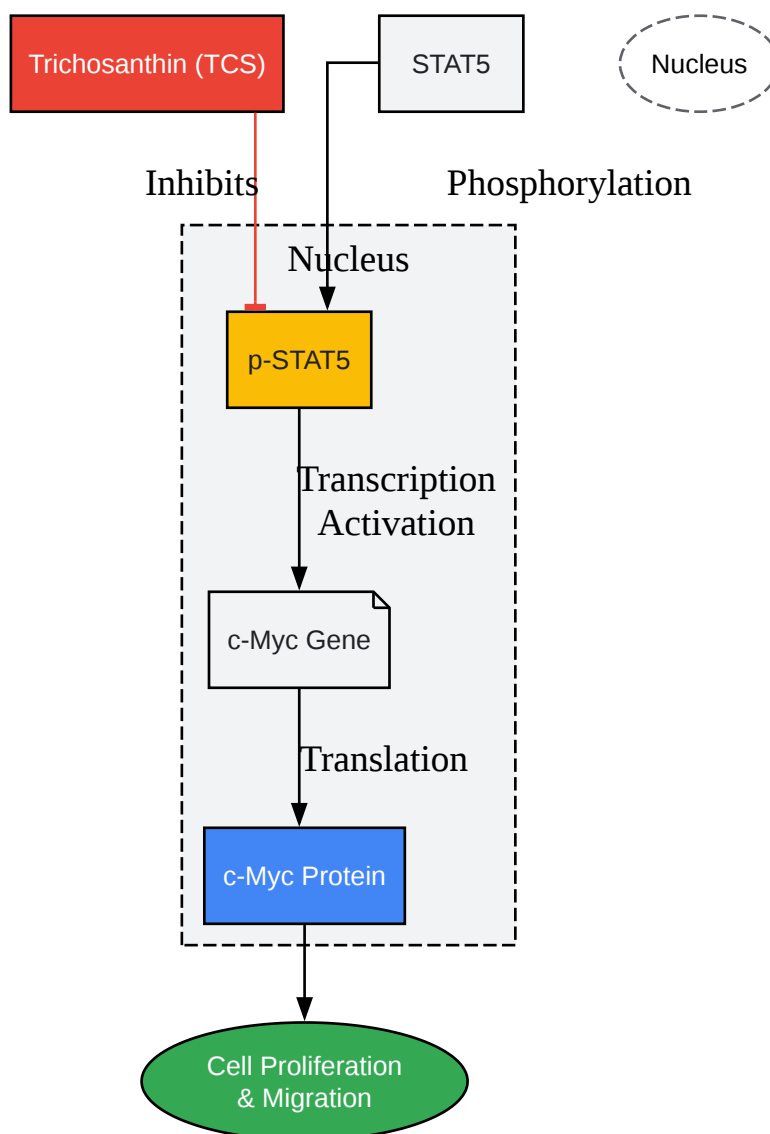 Trichosanthin (TCS)
STAT5
Nucleus
Inhibits
Phosphorylation
Nucleus
p-STAT5
Transcription
Activation
c-Myc Gene
Translation
c-Myc Protein
Cell Proliferation
& Migration